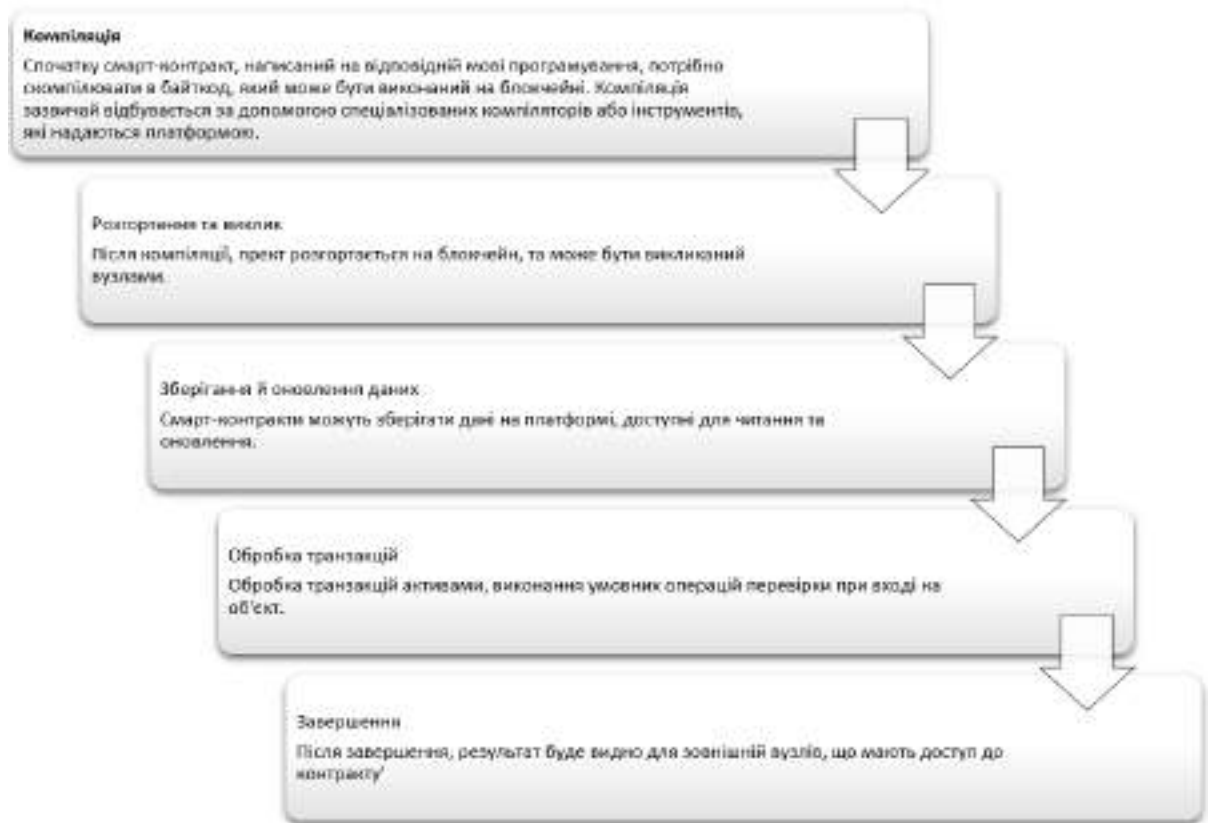 Компіляція
Спочатку смарт-контракт, написаний на відповідній мові програмування, потрібно
скомпілювати в байткод, який може бути виконаний на блокчейні. Компіляція
зазвичай відбувається за допомогою спеціалізованих компіляторів або інструментів,
які надаються платформою.
Розгортання та виклик
Після компіляції, прект розгортається на блокчейн, та може бути викликаний
вузлами.
Зберігання й оновлення даних
Смарт-контракти можуть зберігати дані на платформі, доступні для читання та
оновлення.
Обробка транзакцій
Обробка транзакцій активами, виконання умовних операцій перевірки при вході на
об'єкт.
Завершення
Після завершення, результат буде видно для зовнішній вузлів, що мають доступ до
контракту'